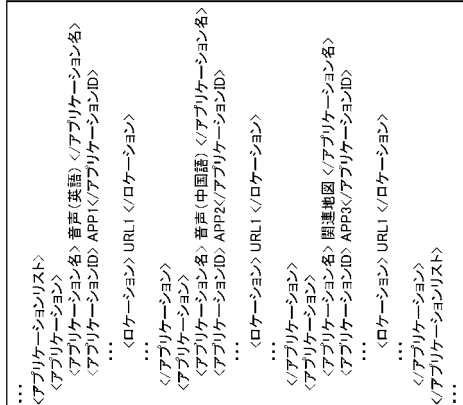 …
<アプリケーションリスト>
<アプリケーション>
<アプリケーション名> 音声(英語) </アプリケーション名>
<アプリケーションID> APP1</アプリケーションID>
…
<ロケーション> URL1 </ロケーション>
…
</アプリケーション>
<アプリケーション>
<アプリケーション名> 音声(中国語) </アプリケーション名>
<アプリケーションID> APP2</アプリケーションID>
…
<ロケーション> URL1 </ロケーション>
…
</アプリケーション>
<アプリケーション>
<アプリケーション名> 関連地図 </アプリケーション名>
<アプリケーションID> APP3</アプリケーションID>
…
<ロケーション> URL1 </ロケーション>
…
</アプリケーション>
</アプリケーションリスト>
…